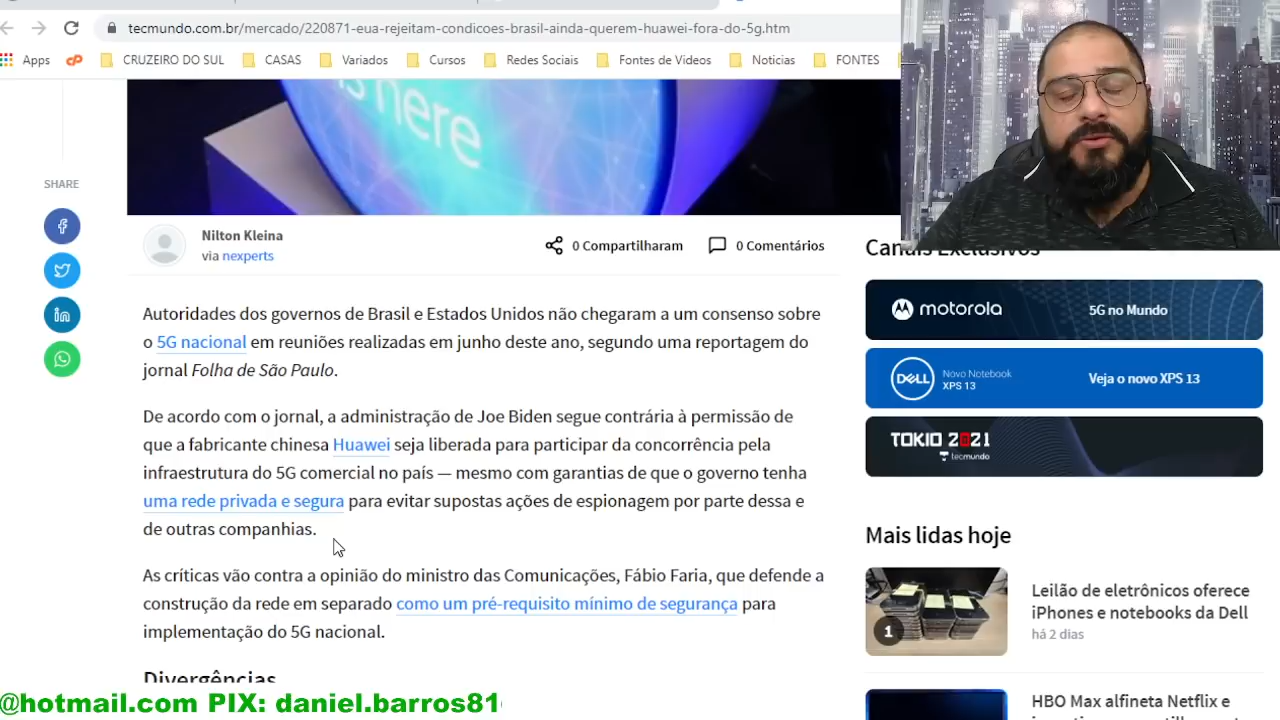 tecmundo.com.br/mercado/220871-eua-rejeitam-condicoes-brasil-ainda-querem-huawei-fora-do-5g.htm
Apps
CRUZEIRO DO SUL
CASAS
Variados
Cursos
Redes Sociais
Fontes de Videos
Noticias
FONTES
is here
SHARE
Nilton Kleina
via nexperts
0 Compartilharam
0 Comentários
Autoridades dos governos de Brasil e Estados Unidos não chegaram a um consenso sobre
o 5G nacional em reuniões realizadas em junho deste ano, segundo uma reportagem do
jornal Folha de São Paulo.
De acordo com o jornal, a administração de Joe Biden segue contrária à permissão de
que a fabricante chinesa Huawei seja liberada para participar da concorrência pela
infraestrutura do 5G comercial no país — mesmo com garantias de que o governo tenha
uma rede privada e segura para evitar supostas ações de espionagem por parte dessa e
de outras companhias.
As críticas vão contra a opinião do ministro das Comunicações, Fábio Faria, que defende a
construção da rede em separado como um pré-requisito mínimo de segurança para
implementação do 5G nacional.
Divergências
Canais Exclusivos
motorola
5G no Mundo
DELL
Novo Notebook
XPS 13
Veja o novo XPS 13
TOKIO 2021
tecmundo
Mais lidas hoje
1
Leilão de eletrônicos oferece
iPhones e notebooks da Dell
há 2 dias
HBO Max alfineta Netflix e
@hotmail.com PIX: daniel.barros81